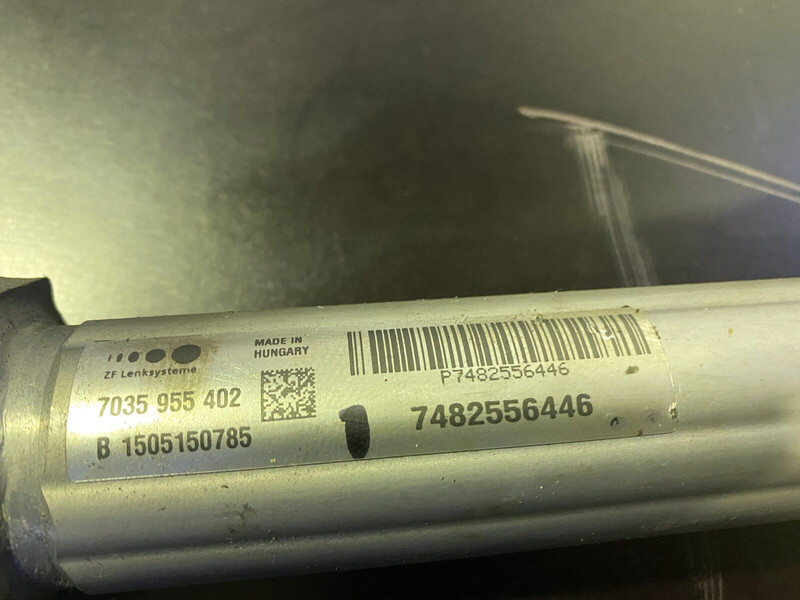 ZF Lenksysteme
7035 955 402
B 1505150785
MADE IN
HUNGARY
P7482556446
7482556446